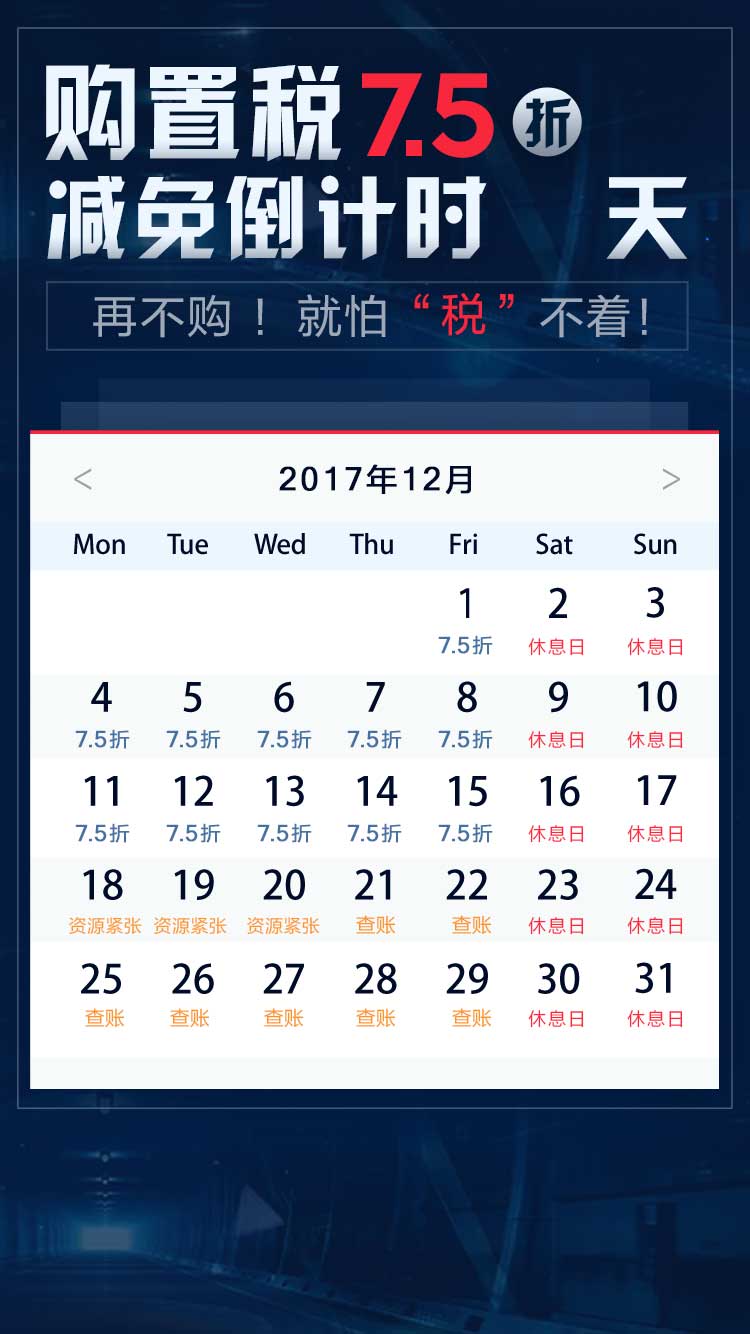 购置税7.5折
减免倒计时 天
再不购！就怕“税”不着！
< 2017年12月 >
Mon Tue Wed Thu Fri Sat Sun
1 2 3
7.5折 休息日 休息日
4 5 6 7 8 9 10
7.5折 7.5折 7.5折 7.5折 7.5折 休息日 休息日
11 12 13 14 15 16 17
7.5折 7.5折 7.5折 7.5折 7.5折 休息日 休息日
18 19 20 21 22 23 24
资源紧张 资源紧张 资源紧张 查账 查账 休息日 休息日
25 26 27 28 29 30 31
查账 查账 查账 查账 查账 休息日 休息日